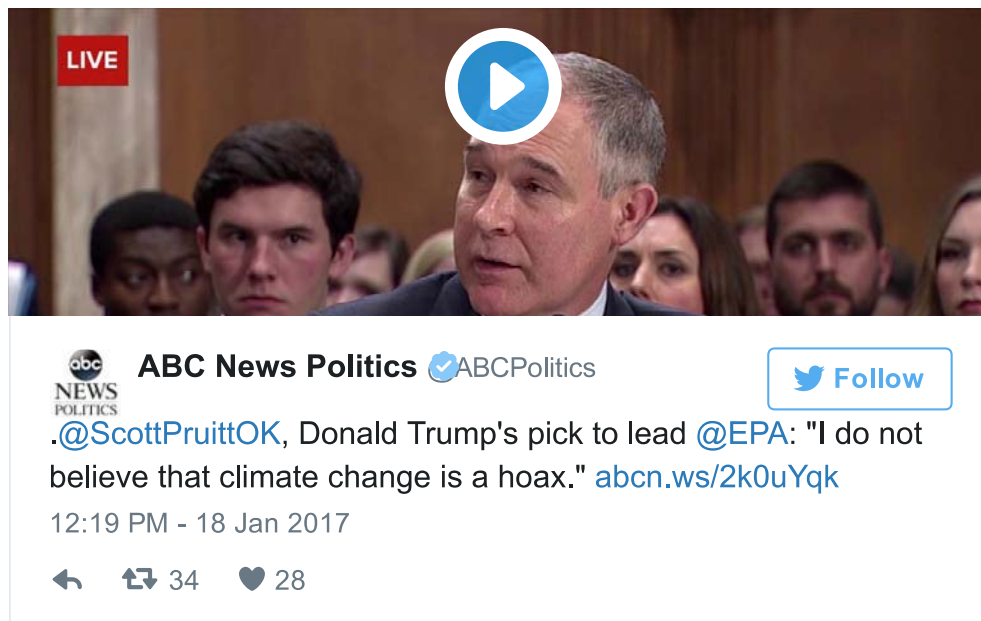 LIVE
abc
NEWS
POLITICS
ABC News Politics @ABCPolitics
Follow
.@ScottPruittOK, Donald Trump's pick to lead @EPA: "I do not
believe that climate change is a hoax." abcn.ws/2k0uYqk
12:19 PM - 18 Jan 2017
34 28